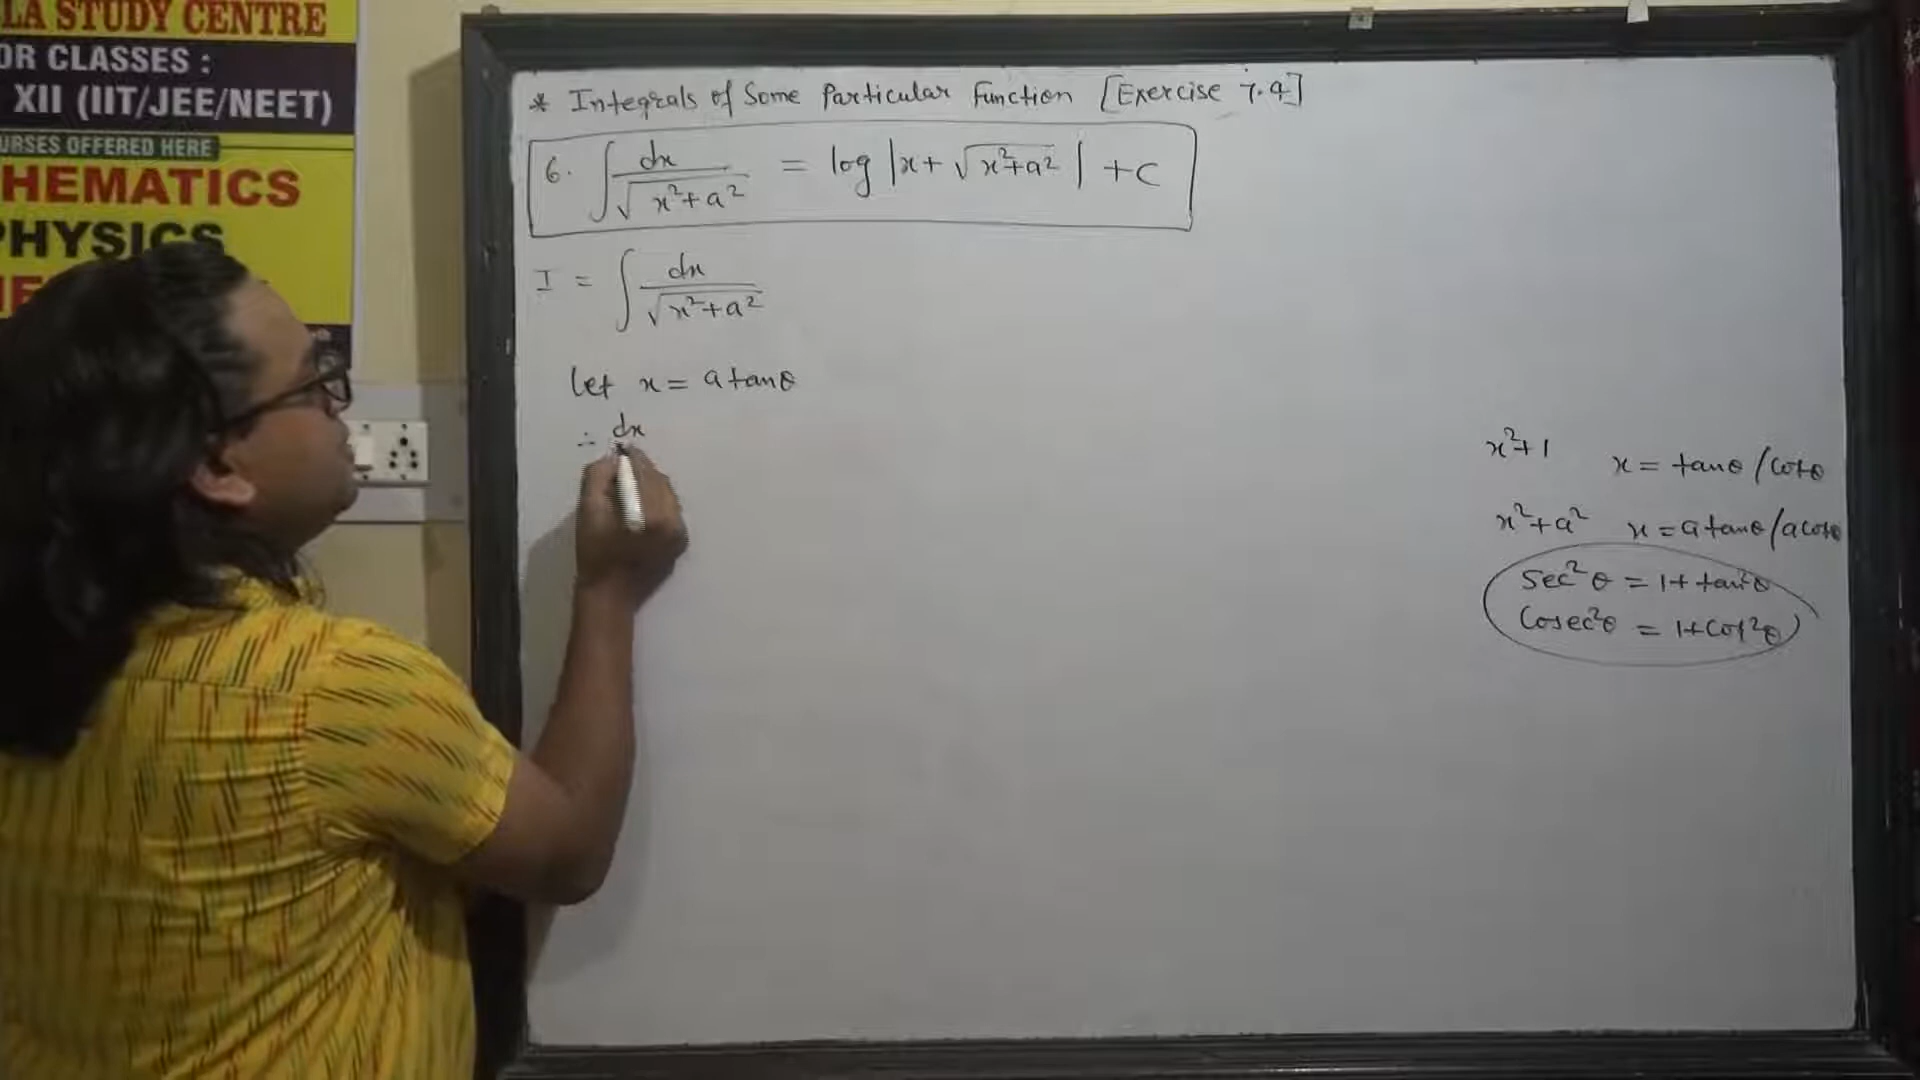 LA STUDY CENTRE
OR CLASSES :
XII (IIT/JEE/NEET)
URSES OFFERED HERE
HEMATICS
PHYSICS
* Integrals of Some Particular Function [Exercise 7.4]
6. ∫ dx/√(x²+a²) = log |x + √(x²+a²)| + c
I = ∫ dx/√(x²+a²)
let x = a tanθ
∴ dx
x²+1 x = tanθ/cotθ
x²+a² x = a tanθ/a cotθ
sec²θ = 1 + tan²θ
Cosec²θ = 1+cot²θ